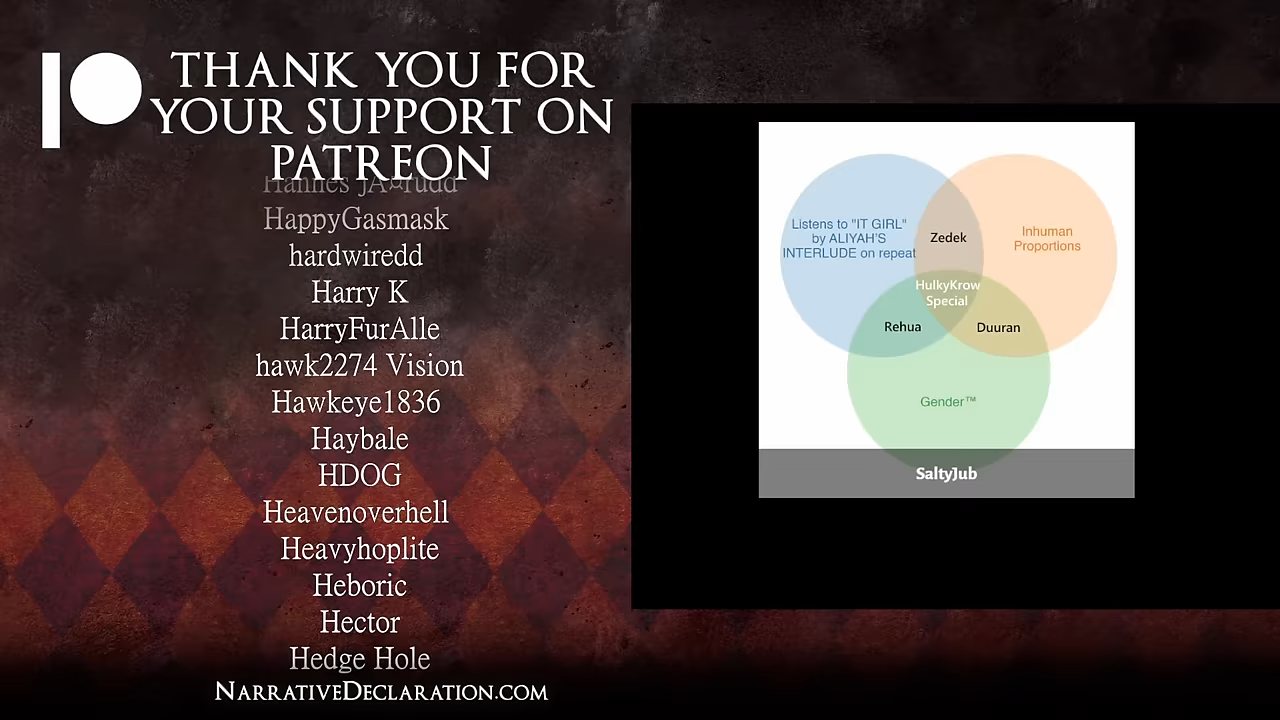 THANK YOU FOR
YOUR SUPPORT ON
PATREON
HappyGasmask
hardwiredd
Harry K
HarryFurAlle
hawk2274 Vision
Hawkeye1836
Haybale
HDOG
Heavenoverhell
Heavyhoplite
Heboric
Hector
Hedge Hole
NARRATIVEDECLARATION.COM
Listens to "IT GIRL"
by ALIYAH'S
INTERLUDE on repeat
Zedek
Inhuman
Proportions
HulkyKrow
Special
Rehua
Duuran
Gender™
SaltyJub